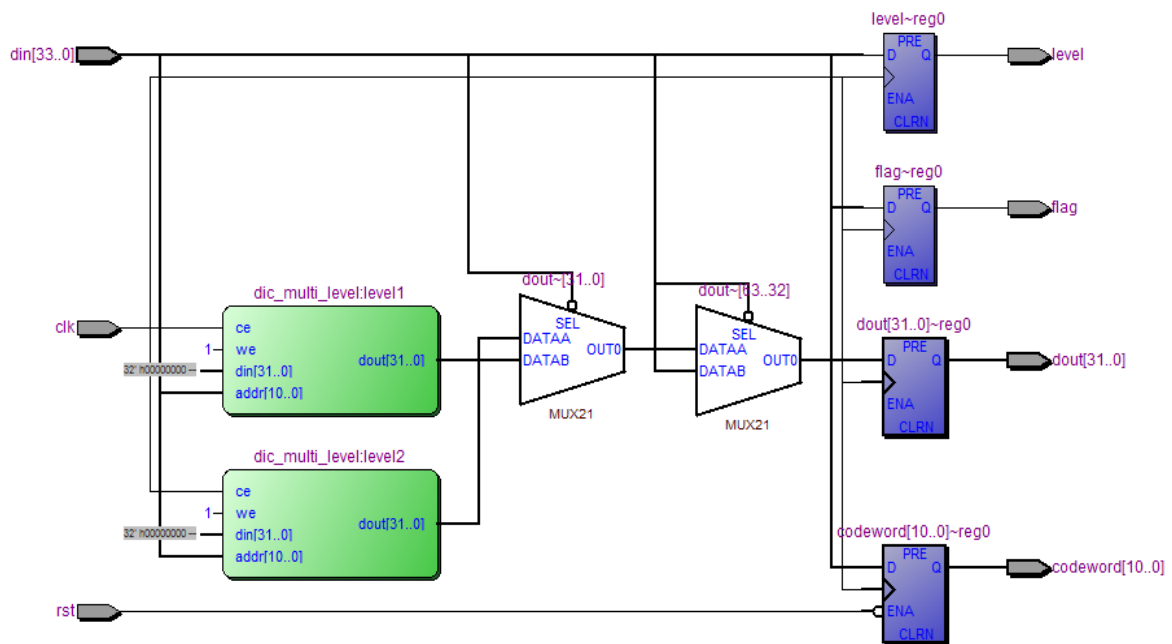 level~reg0
din[33..0]
PRE
D Q
level
ENA
CLRN
flag~reg0
PRE
D Q
flag
ENA
CLRN
dout~[31..0]
dout~[63..32]
dic_multi_level:level1
clk
ce
we
1
din[31..0]
32' h00000000 --
addr[10..0]
dout[31..0]
SEL
DATAA
DATAB
OUT0
MUX21
SEL
DATAA
DATAB
OUT0
MUX21
dout[31..0]~reg0
PRE
D Q
dout[31..0]
ENA
CLRN
dic_multi_level:level2
ce
we
1
din[31..0]
32' h00000000 --
addr[10..0]
dout[31..0]
codeword[10..0]~reg0
PRE
D Q
codeword[10..0]
rst
ENA
CLRN